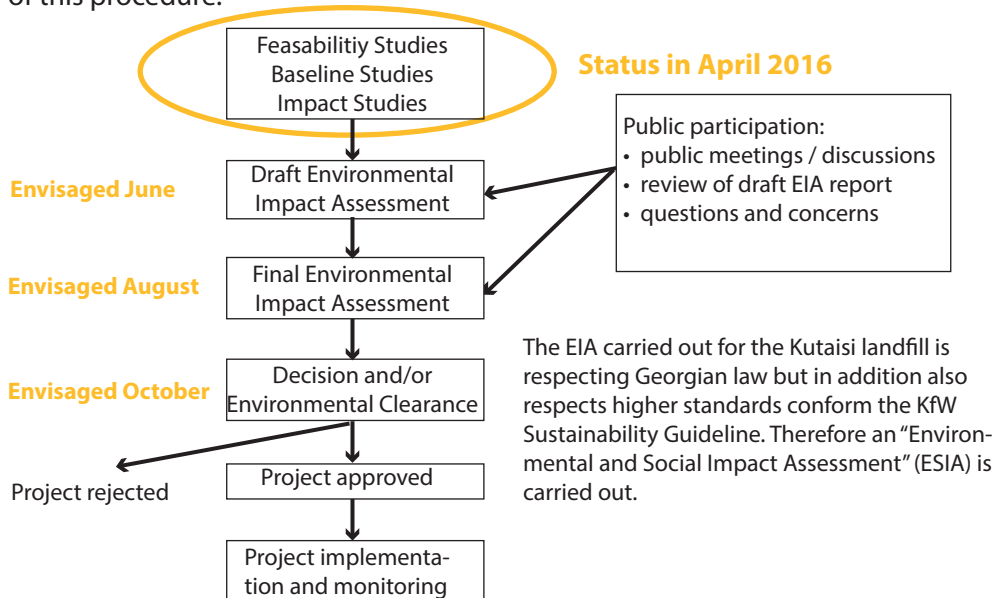 of this procedure.
Feasabilitiy Studies
Baseline Studies
Impact Studies
Status in April 2016
Public participation:
• public meetings / discussions
• review of draft EIA report
• questions and concerns
Envisaged June
Draft Environmental
Impact Assessment
Envisaged August
Final Environmental
Impact Assessment
The EIA carried out for the Kutaisi landfill is
respecting Georgian law but in addition also
respects higher standards conform the KfW
Sustainability Guideline. Therefore an “Environ-
mental and Social Impact Assessment” (ESIA) is
carried out.
Envisaged October
Decision and/or
Environmental Clearance
Project rejected
Project approved
Project implementa-
tion and monitoring